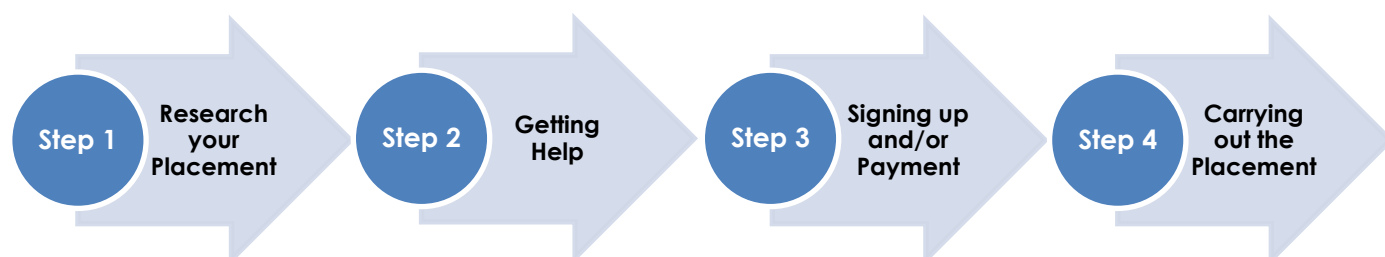 Step 1
Research
your
Placement
Step 2
Getting
Help
Step 3
Signing up
and/or
Payment
Step 4
Carrying
out the
Placement